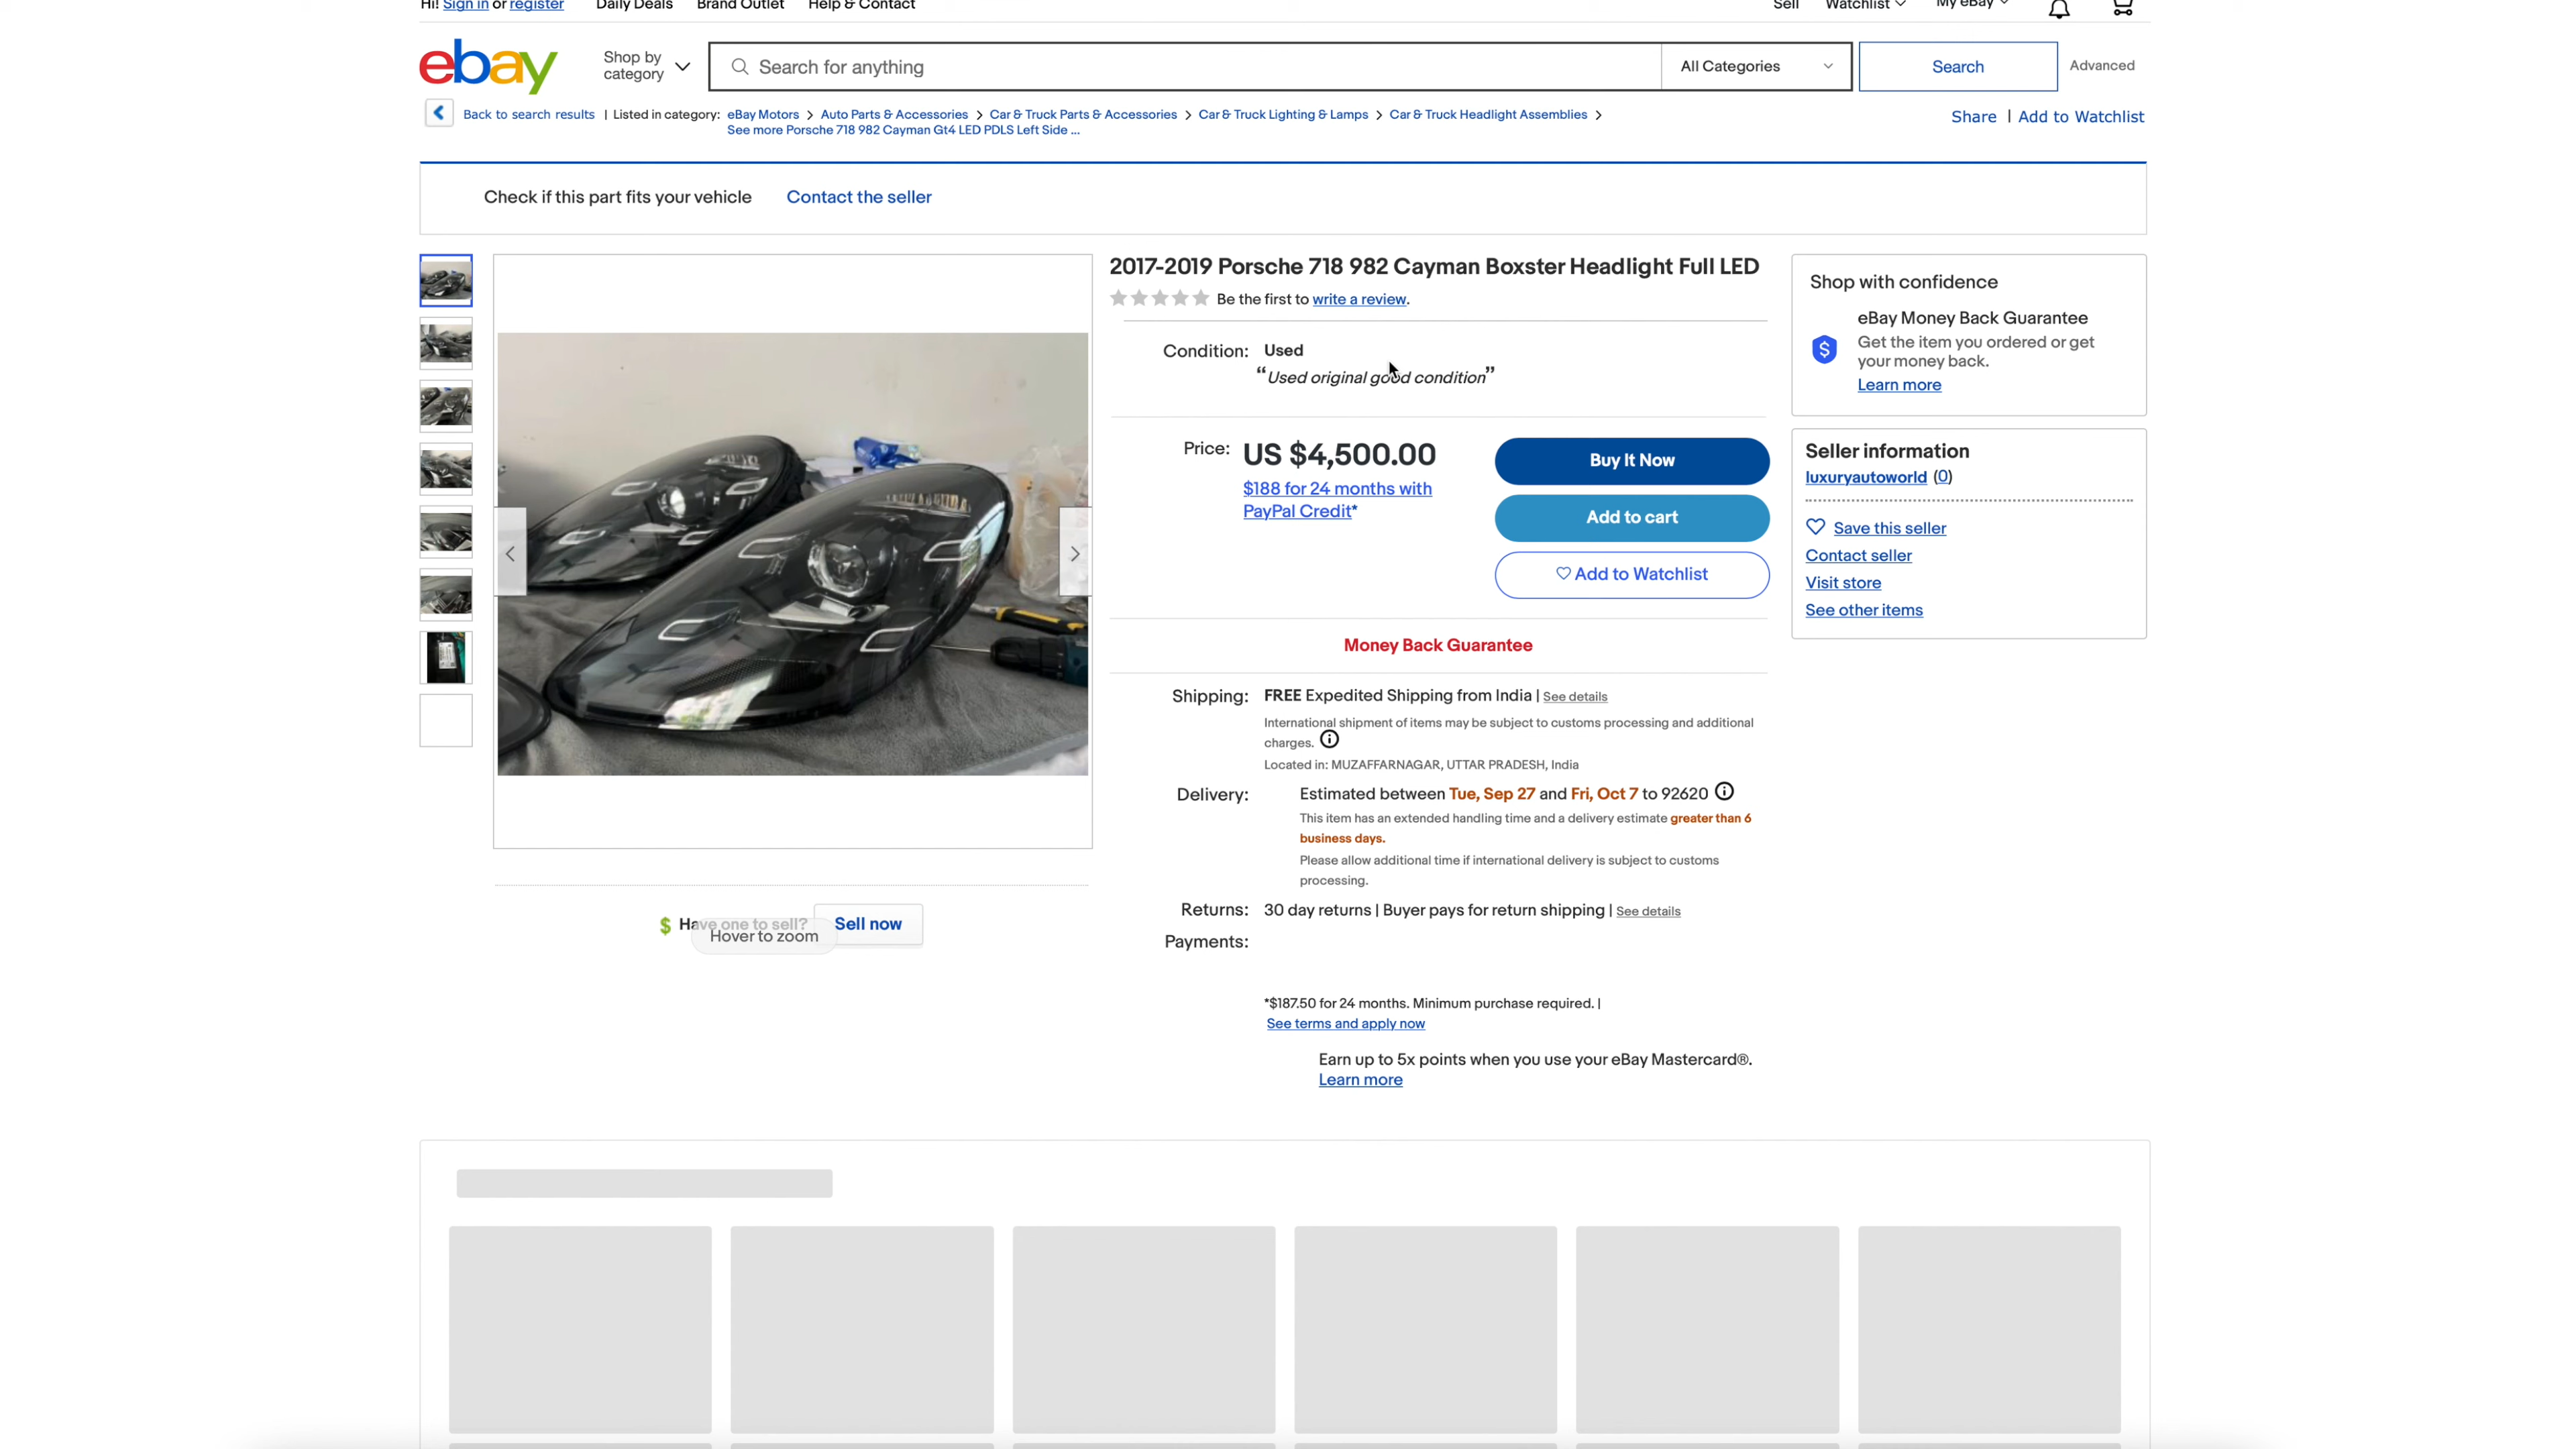 Hi! Sign in or register Daily Deals Brand Outlet Help & Contact Sell Watchlist My eBay
ebay Shop by category Search for anything All Categories Search Advanced
Back to search results | Listed in category: eBay Motors > Auto Parts & Accessories > Car & Truck Parts & Accessories > Car & Truck Lighting & Lamps > Car & Truck Headlight Assemblies >
See more Porsche 718 982 Cayman Gt4 LED PDLS Left Side ...
Share | Add to Watchlist
Check if this part fits your vehicle Contact the seller
2017-2019 Porsche 718 982 Cayman Boxster Headlight Full LED
Be the first to write a review.
Condition: Used
“Used original good condition”
Price: US $4,500.00
$188 for 24 months with
PayPal Credit*
Buy It Now
Add to cart
Add to Watchlist
Money Back Guarantee
Shipping: FREE Expedited Shipping from India | See details
International shipment of items may be subject to customs processing and additional
charges.
Located in: MUZAFFARNAGAR, UTTAR PRADESH, India
Delivery: Estimated between Tue, Sep 27 and Fri, Oct 7 to 92620
This item has an extended handling time and a delivery estimate greater than 6
business days.
Please allow additional time if international delivery is subject to customs
processing.
Returns: 30 day returns | Buyer pays for return shipping | See details
Payments:
*$187.50 for 24 months. Minimum purchase required. |
See terms and apply now
Earn up to 5x points when you use your eBay Mastercard®.
Learn more
Shop with confidence
eBay Money Back Guarantee
Get the item you ordered or get
your money back.
Learn more
Seller information
luxuryautoworld (0)
Save this seller
Contact seller
Visit store
See other items
$ Have one to sell? Sell now
Hover to zoom